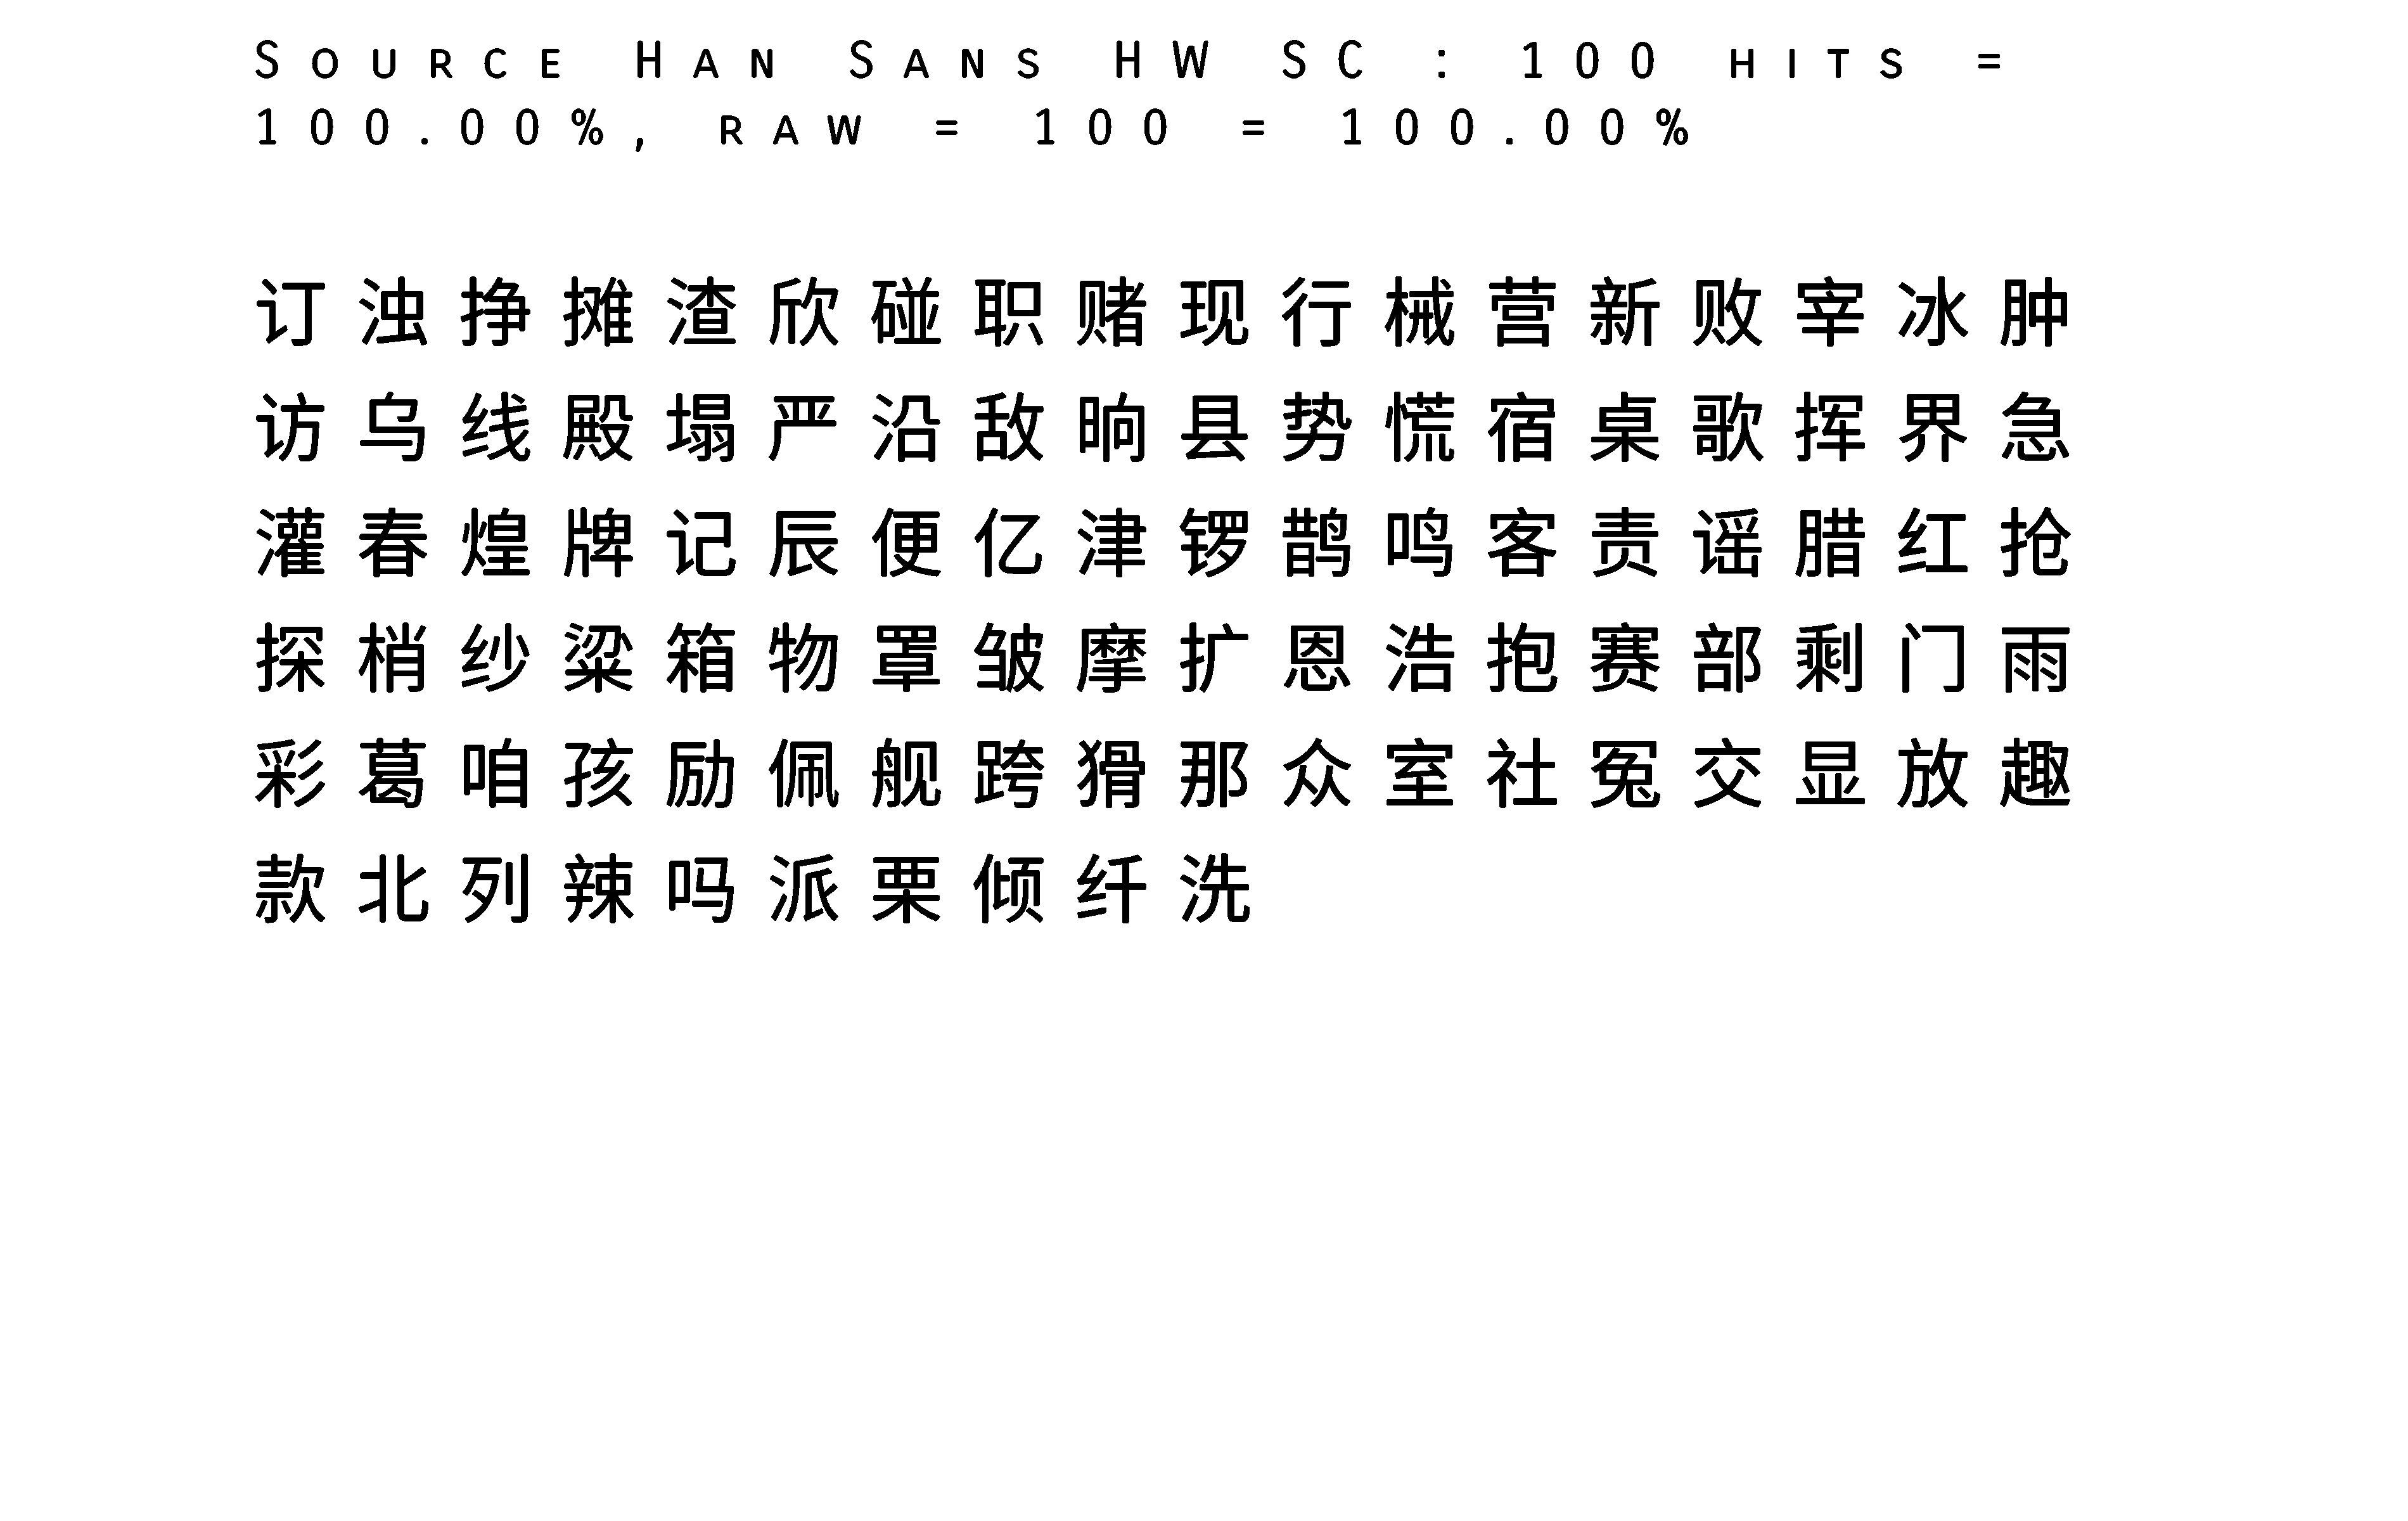 Source Han Sans HW SC : 100 hits =
100.00%, raw = 100 = 100.00%
订浊挣摊渣欣碰职赌现行械营新败宰冰肿
访乌线殿塌严沿敌晌县势慌宿桌歌挥界急
灌春煌牌记辰便亿津锣鹊鸣客责谣腊红抢
探梢纱粱箱物罩皱摩扩恩浩抱赛部剩门雨
彩葛咱孩励佩舰跨猾那众室社冤交显放趣
款北列辣吗派栗倾纤洗